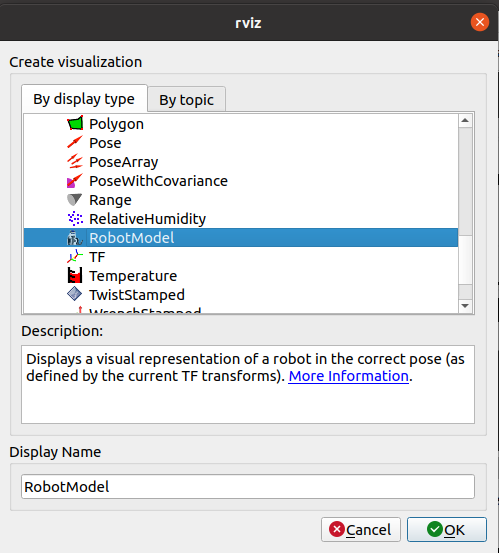 rviz
Create visualization
By display type
By topic
Polygon
Pose
PoseArray
PoseWithCovariance
Range
RelativeHumidity
RobotModel
TF
Temperature
TwistStamped
WrenchStamped
Description:
Displays a visual representation of a robot in the correct pose (as
defined by the current TF transforms). More Information.
Display Name
RobotModel
Cancel
OK